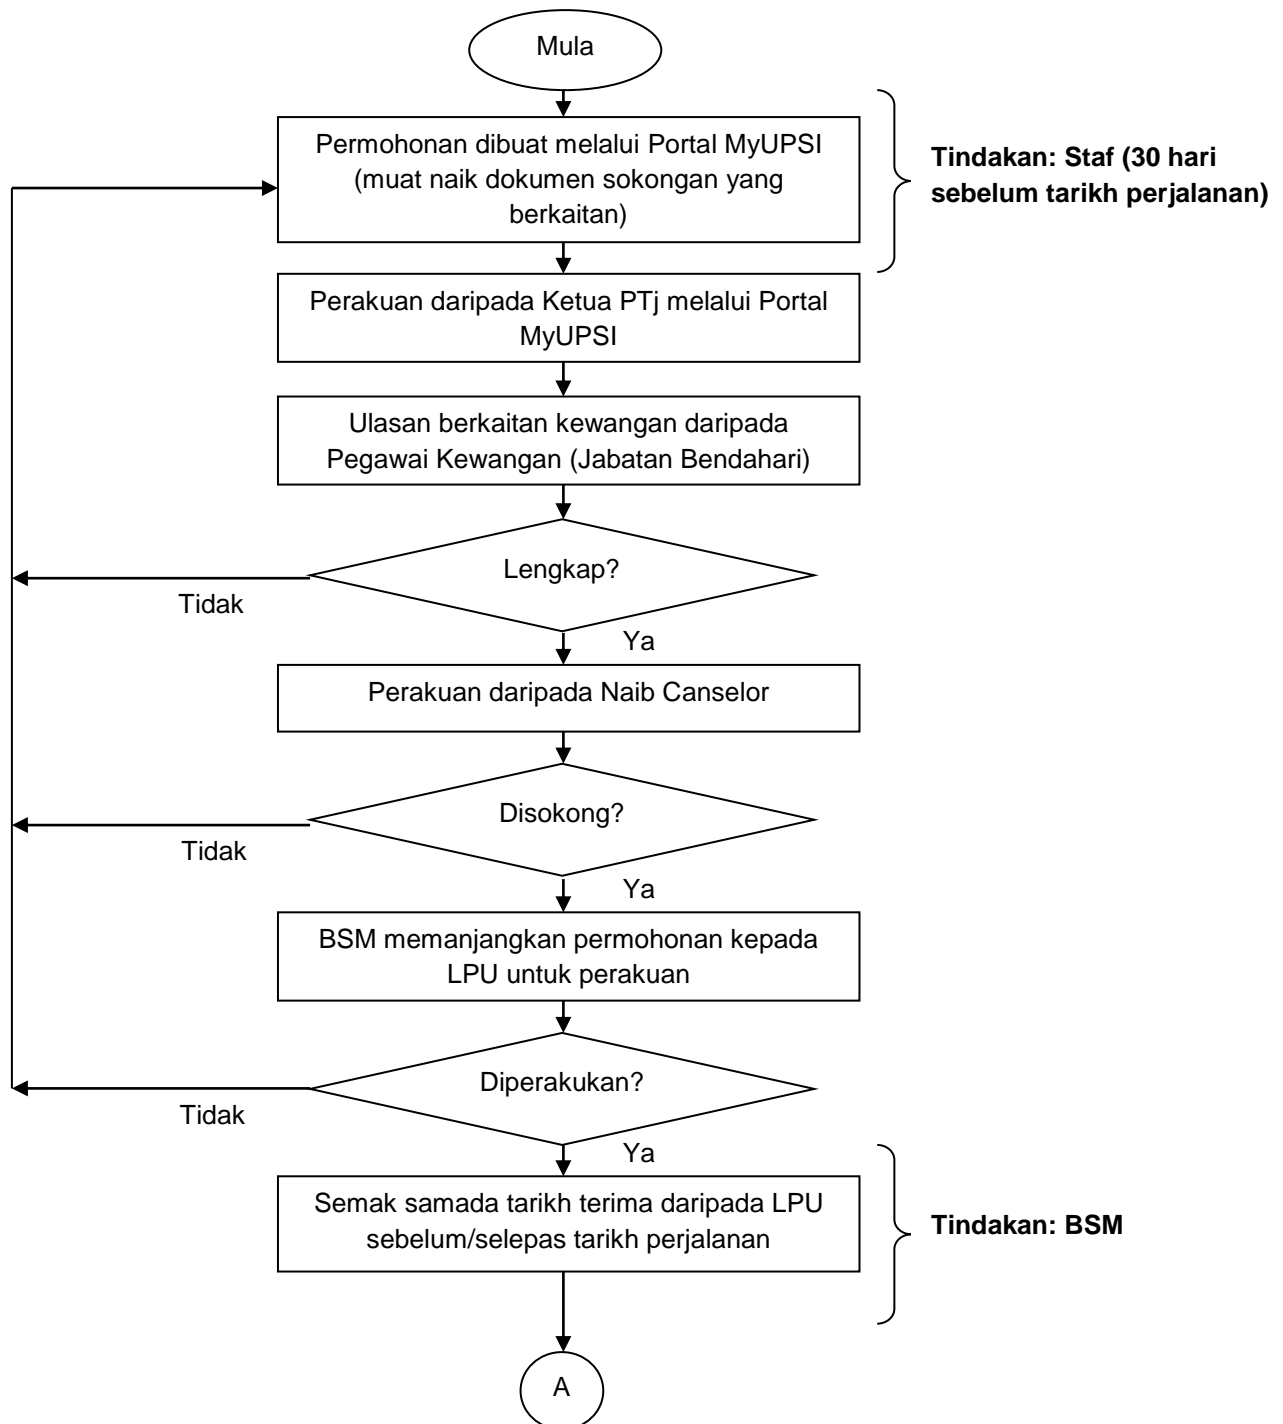 Mula
Permohonan dibuat melalui Portal MyUPSI
(muat naik dokumen sokongan yang
berkaitan)
Tindakan: Staf (30 hari
sebelum tarikh perjalanan)
Perakuan daripada Ketua PTj melalui Portal
MyUPSI
Ulasan berkaitan kewangan daripada
Pegawai Kewangan (Jabatan Bendahari)
Lengkap?
Tidak
Ya
Perakuan daripada Naib Canselor
Disokong?
Tidak
Ya
BSM memanjangkan permohonan kepada
LPU untuk perakuan
Diperakukan?
Tidak
Ya
Semak samada tarikh terima daripada LPU
sebelum/selepas tarikh perjalanan
Tindakan: BSM
A